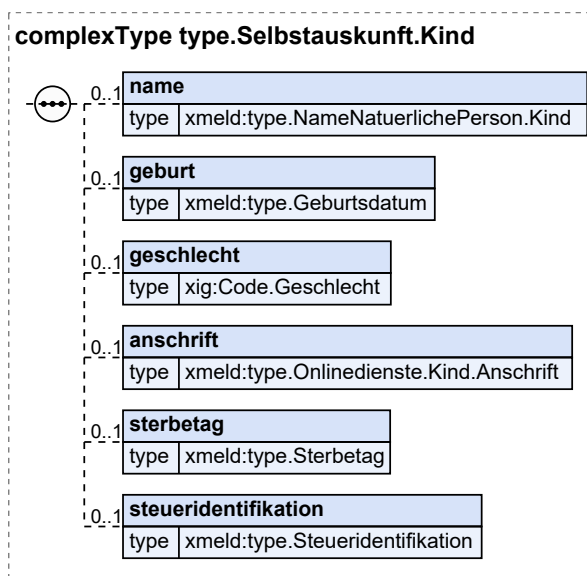 complexType type.Selbstauskunft.Kind
0..1 name
type xmeld:type.NameNatuerlichePerson.Kind
0..1 geburt
type xmeld:type.Geburtsdatum
0..1 geschlecht
type xig:Code.Geschlecht
0..1 anschrift
type xmeld:type.Onlinedienste.Kind.Anschrift
0..1 sterbetag
type xmeld:type.Sterbetag
0..1 steueridentifikation
type xmeld:type.Steueridentifikation